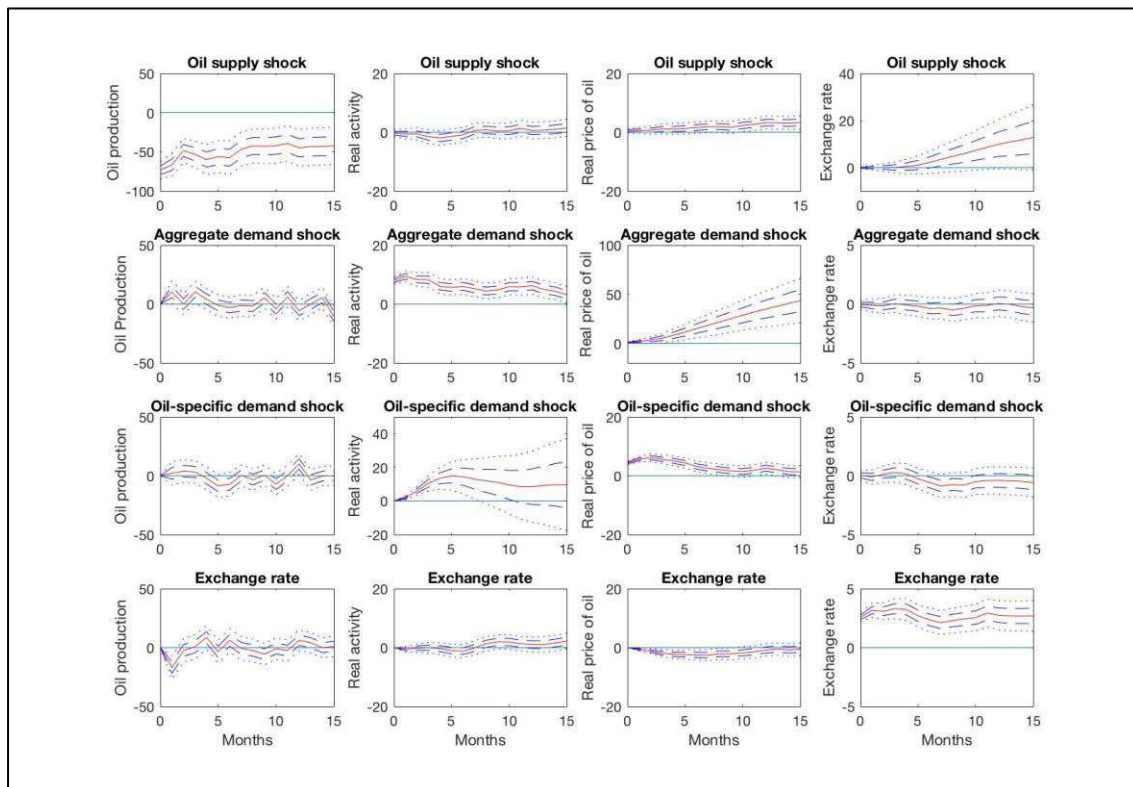 Oil supply shock Oil supply shock Oil supply shock Oil supply shock
Oil production
50
0
-50
-100
0 5 10 15
Real activity
20
0
-20
0 5 10 15
Real price of oil
20
0
-20
0 5 10 15
Exchange rate
40
20
0
-20
0 5 10 15
Aggregate demand shock Aggregate demand shock Aggregate demand shock Aggregate demand shock
Oil Production
50
0
-50
0 5 10 15
Real activity
20
0
-20
0 5 10 15
Real price of oil
100
50
0
0 5 10 15
Exchange rate
5
0
-5
0 5 10 15
Oil-specific demand shock Oil-specific demand shock Oil-specific demand shock Oil-specific demand shock
Oil production
50
0
-50
0 5 10 15
Real activity
40
20
0
-20
0 5 10 15
Real price of oil
20
0
-20
0 5 10 15
Exchange rate
5
0
-5
0 5 10 15
Exchange rate Exchange rate Exchange rate Exchange rate
Oil production
50
0
-50
0 5 10 15
Months
Real activity
20
0
-20
0 5 10 15
Months
Real price of oil
20
0
-20
0 5 10 15
Months
Exchange rate
5
0
-5
0 5 10 15
Months